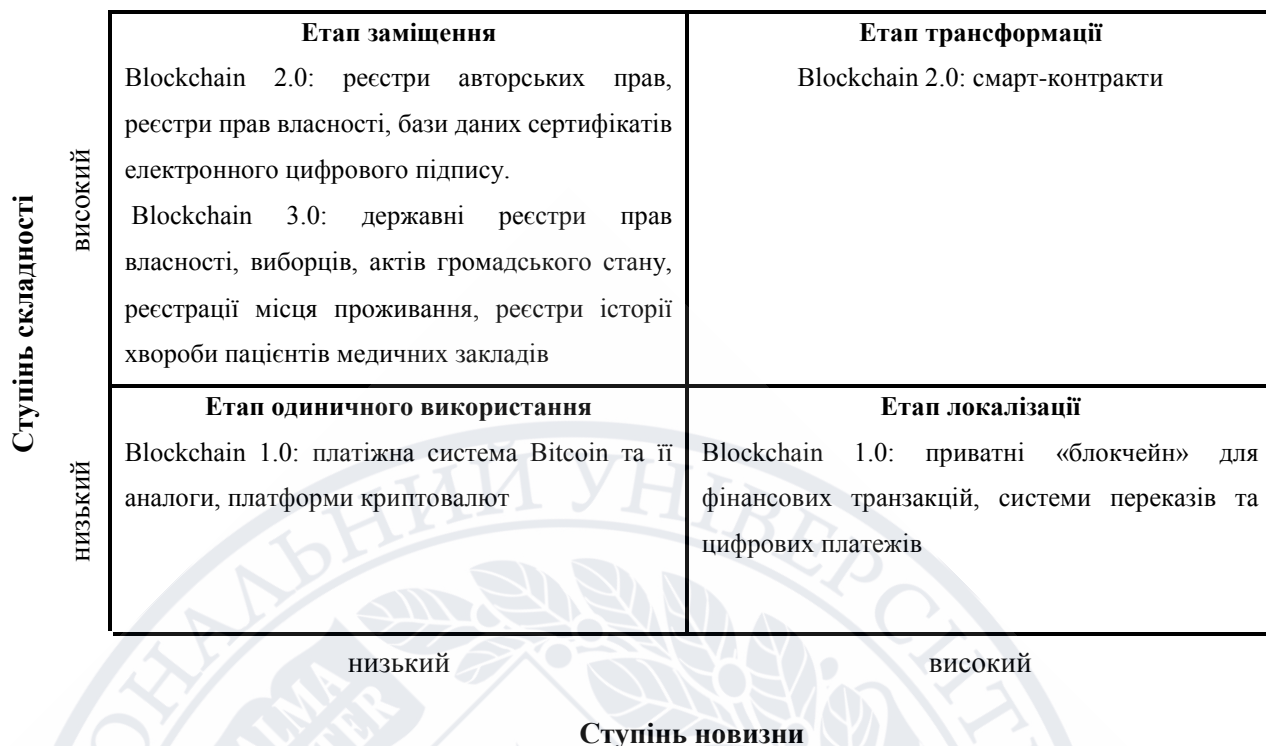 Ступінь складності
високий
низький
Етап заміщення
Blockchain 2.0: реєстри авторських прав,
реєстри прав власності, бази даних сертифікатів
електронного цифрового підпису.
Blockchain 3.0: державні реєстри прав
власності, виборців, актів громадського стану,
реєстрації місця проживання, реєстри історії
хвороби пацієнтів медичних закладів
Етап трансформації
Blockchain 2.0: смарт-контракти
Етап одиничного використання
Blockchain 1.0: платіжна система Bitcoin та її
аналоги, платформи криптовалют
Етап локалізації
Blockchain 1.0: приватні «блокчейн» для
фінансових транзакцій, системи переказів та
цифрових платежів
низький
високий
Ступінь новизни
ОНАЛЬНИЙ УНІВЕРСИТ
ALMA
TER